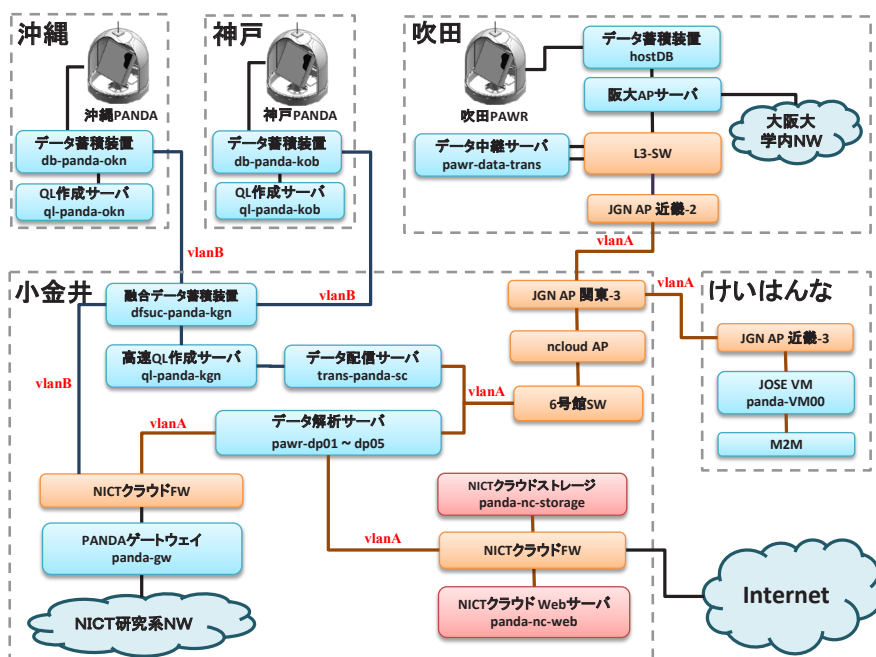 沖縄
沖縄PANDA
データ蓄積装置
db-panda-okn
QL作成サーバ
ql-panda-okn
神戸
神戸PANDA
データ蓄積装置
db-panda-kob
QL作成サーバ
ql-panda-kob
吹田
吹田PAWR
データ蓄積装置
hostDB
阪大APサーバ
大阪大
学内NW
データ中継サーバ
pawr-data-trans
L3-SW
JGN AP 近畿-2
vlanA
vlanB
小金井
融合データ蓄積装置
dfsuc-panda-kgn
vlanB
JGN AP 関東-3
vlanA
けいはんな
高速QL作成サーバ
ql-panda-kgn
データ配信サーバ
trans-panda-sc
ncloud AP
JGN AP 近畿-3
vlanB
vlanA
6号館SW
JOSE VM
panda-VM00
vlanA
データ解析サーバ
pawr-dp01 ~ dp05
M2M
NICTクラウドFW
NICTクラウドストレージ
panda-nc-storage
PANDAゲートウェイ
panda-gw
vlanA
NICTクラウドFW
NICT研究系NW
NICTクラウド Webサーバ
panda-nc-web
Internet